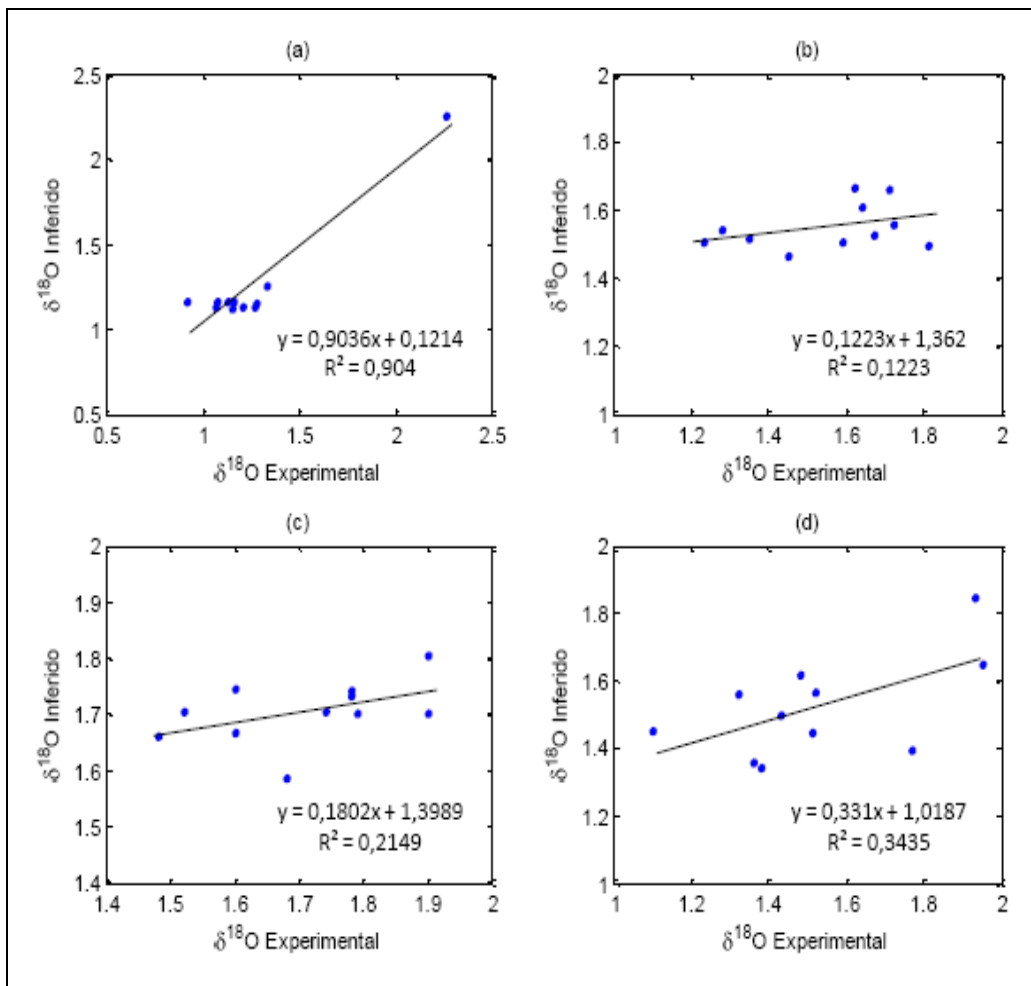 (a)
2.5
2
1.5
1
0.5
0.5 1 1.5 2 2.5
δ¹⁸O Inferido
δ¹⁸O Experimental
y = 0,9036x + 0,1214
R² = 0,904
(b)
2
1.8
1.6
1.4
1.2
1
1 1.2 1.4 1.6 1.8 2
δ¹⁸O Inferido
δ¹⁸O Experimental
y = 0,1223x + 1,362
R² = 0,1223
(c)
2
1.9
1.8
1.7
1.6
1.5
1.4
1.4 1.5 1.6 1.7 1.8 1.9 2
δ¹⁸O Inferido
δ¹⁸O Experimental
y = 0,1802x + 1,3989
R² = 0,2149
(d)
2
1.8
1.6
1.4
1.2
1
1 1.2 1.4 1.6 1.8 2
δ¹⁸O Inferido
δ¹⁸O Experimental
y = 0,331x + 1,0187
R² = 0,3435